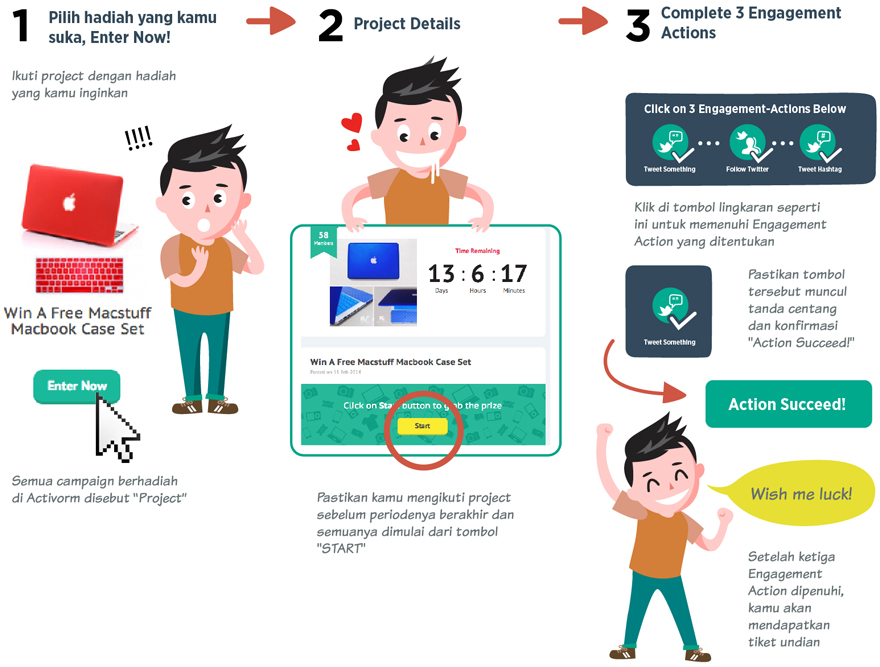 1 Pilih hadiah yang kamu
suka, Enter Now!
Ikuti project dengan hadiah
yang kamu inginkan
!!!!
Win A Free Macstuff
Macbook Case Set
Enter Now
Semua campaign berhadiah
di Activorm disebut "Project"
2 Project Details
58
Members
Time Remaining
13 : 6 : 17
Days Hours Minutes
Win A Free Macstuff Macbook Case Set
Posted on 15 Feb 2014
Click on Start button to grab the prize
Start
Pastikan kamu mengikuti project
sebelum periodenya berakhir dan
semuanya dimulai dari tombol
"START"
3 Complete 3 Engagement
Actions
Click on 3 Engagement-Actions Below
Tweet Something Follow Twitter Tweet Hashtag
Klik di tombol lingkaran seperti
ini untuk memenuhi Engagement
Action yang ditentukan
Tweet Something
Pastikan tombol
tersebut muncul
tanda centang
dan konfirmasi
"Action Succeed!"
Action Succeed!
Wish me luck!
Setelah ketiga
Engagement
Action dipenuhi,
kamu akan
mendapatkan
tiket undian